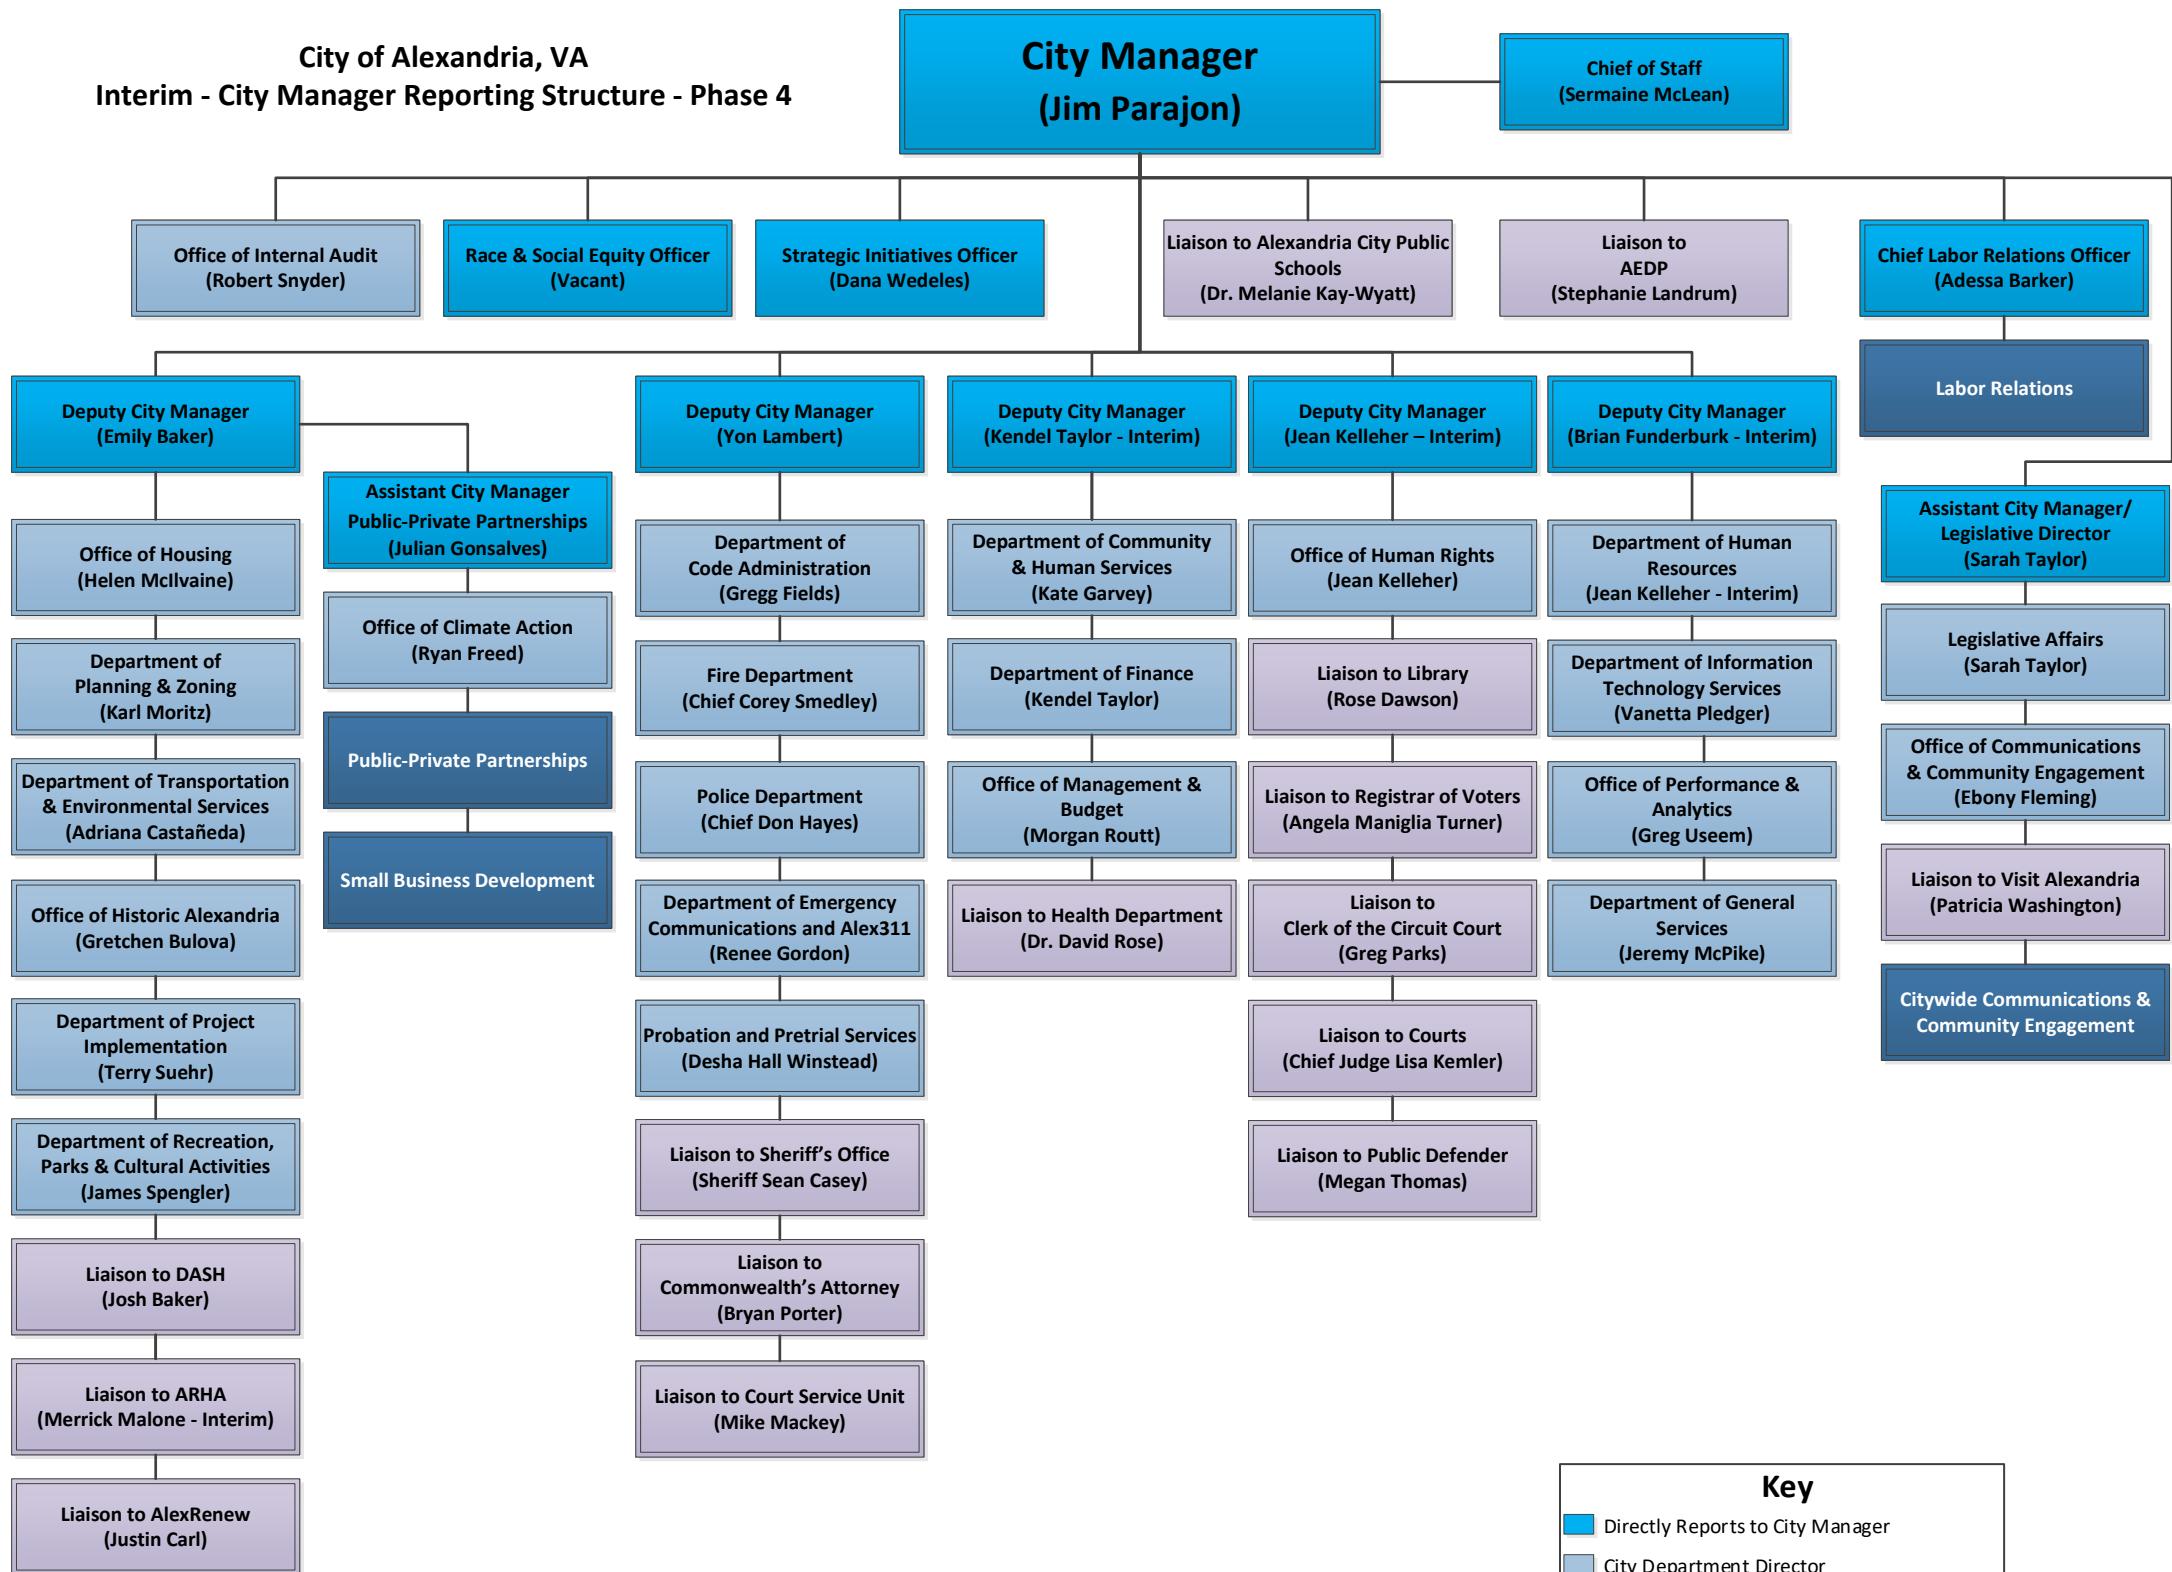 City of Alexandria, VA
Interim - City Manager Reporting Structure - Phase 4
City Manager
(Jim Parajon)
Chief of Staff
(Sermaine McLean)
Office of Internal Audit
(Robert Snyder)
Race & Social Equity Officer
(Vacant)
Strategic Initiatives Officer
(Dana Wedeles)
Liaison to Alexandria City Public
Schools
(Dr. Melanie Kay-Wyatt)
Liaison to
AEDP
(Stephanie Landrum)
Chief Labor Relations Officer
(Adessa Barker)
Labor Relations
Deputy City Manager
(Emily Baker)
Office of Housing
(Helen McIlvaine)
Department of
Planning & Zoning
(Karl Moritz)
Department of Transportation
& Environmental Services
(Adriana Castañeda)
Office of Historic Alexandria
(Gretchen Bulova)
Department of Project
Implementation
(Terry Suehr)
Department of Recreation,
Parks & Cultural Activities
(James Spengler)
Liaison to DASH
(Josh Baker)
Liaison to ARHA
(Merrick Malone - Interim)
Liaison to AlexRenew
(Justin Carl)
Assistant City Manager
Public-Private Partnerships
(Julian Gonsalves)
Office of Climate Action
(Ryan Freed)
Public-Private Partnerships
Small Business Development
Deputy City Manager
(Yon Lambert)
Department of
Code Administration
(Gregg Fields)
Fire Department
(Chief Corey Smedley)
Police Department
(Chief Don Hayes)
Department of Emergency
Communications and Alex311
(Renee Gordon)
Probation and Pretrial Services
(Desha Hall Winstead)
Liaison to Sheriff’s Office
(Sheriff Sean Casey)
Liaison to
Commonwealth’s Attorney
(Bryan Porter)
Liaison to Court Service Unit
(Mike Mackey)
Deputy City Manager
(Kendel Taylor - Interim)
Department of Community
& Human Services
(Kate Garvey)
Department of Finance
(Kendel Taylor)
Office of Management &
Budget
(Morgan Routt)
Liaison to Health Department
(Dr. David Rose)
Deputy City Manager
(Jean Kelleher – Interim)
Office of Human Rights
(Jean Kelleher)
Liaison to Library
(Rose Dawson)
Liaison to Registrar of Voters
(Angela Maniglia Turner)
Liaison to
Clerk of the Circuit Court
(Greg Parks)
Liaison to Courts
(Chief Judge Lisa Kemler)
Liaison to Public Defender
(Megan Thomas)
Deputy City Manager
(Brian Funderburk - Interim)
Department of Human
Resources
(Jean Kelleher - Interim)
Department of Information
Technology Services
(Vanetta Pledger)
Office of Performance &
Analytics
(Greg Useem)
Department of General
Services
(Jeremy McPike)
Assistant City Manager/
Legislative Director
(Sarah Taylor)
Legislative Affairs
(Sarah Taylor)
Office of Communications
& Community Engagement
(Ebony Fleming)
Liaison to Visit Alexandria
(Patricia Washington)
Citywide Communications &
Community Engagement
Key
Directly Reports to City Manager
City Department Director